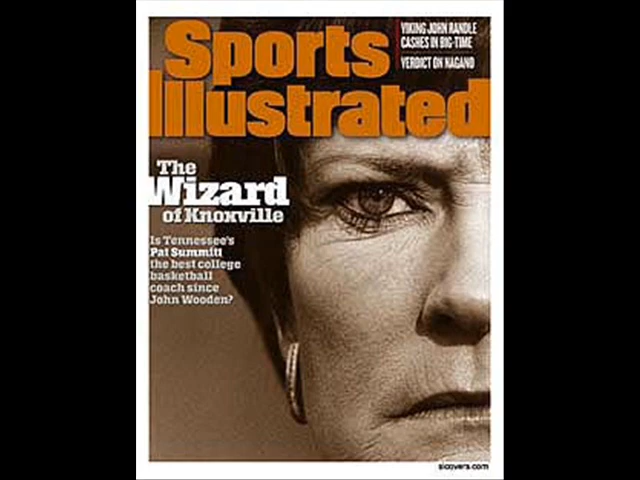 Sports
Illustrated
VIKING JOHN RANDLE
CASHES IN BIG-TIME
VERDICT ON NAGANO
The
Wizard
of Knoxville
Is Tennessee's
Pat Summitt
the best college
basketball
coach since
John Wooden?
sicovers.com